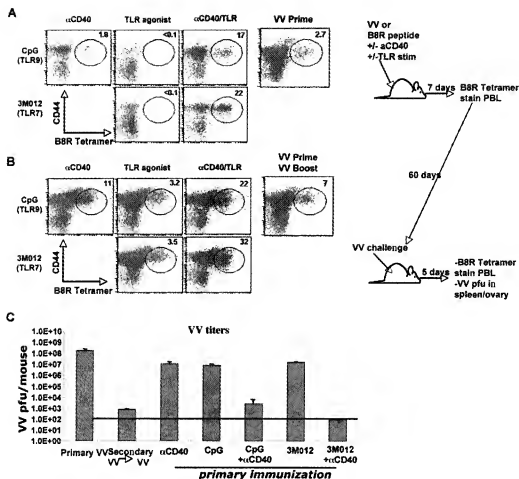 A
αCD40 TLR agonist αCD40/TLR VV Prime
CpG
(TLR9)
1.8
<0.1
17
2.7
3M012
(TLR7)
<0.1
22
CD44
B8R Tetramer
B
αCD40 TLR agonist αCD40/TLR VV Prime
VV Boost
CpG
(TLR9)
11
3.2
22
7
3M012
(TLR7)
3.5
32
CD44
B8R Tetramer
VV or
B8R peptide
+/- aCD40
+/-TLR stim
7 days
B8R Tetramer
stain PBL
60 days
VV challenge
5 days
-B8R Tetramer
stain PBL
-VV pfu in
spleen/ovary
C
VV titers
VV pfu/mouse
1.0E+10
1.0E+09
1.0E+08
1.0E+07
1.0E+06
1.0E+05
1.0E+04
1.0E+03
1.0E+02
1.0E+01
1.0E+00
Primary VV
Secondary
VV VV
αCD40
CpG
CpG
+αCD40
3M012
3M012
+αCD40
primary immunization